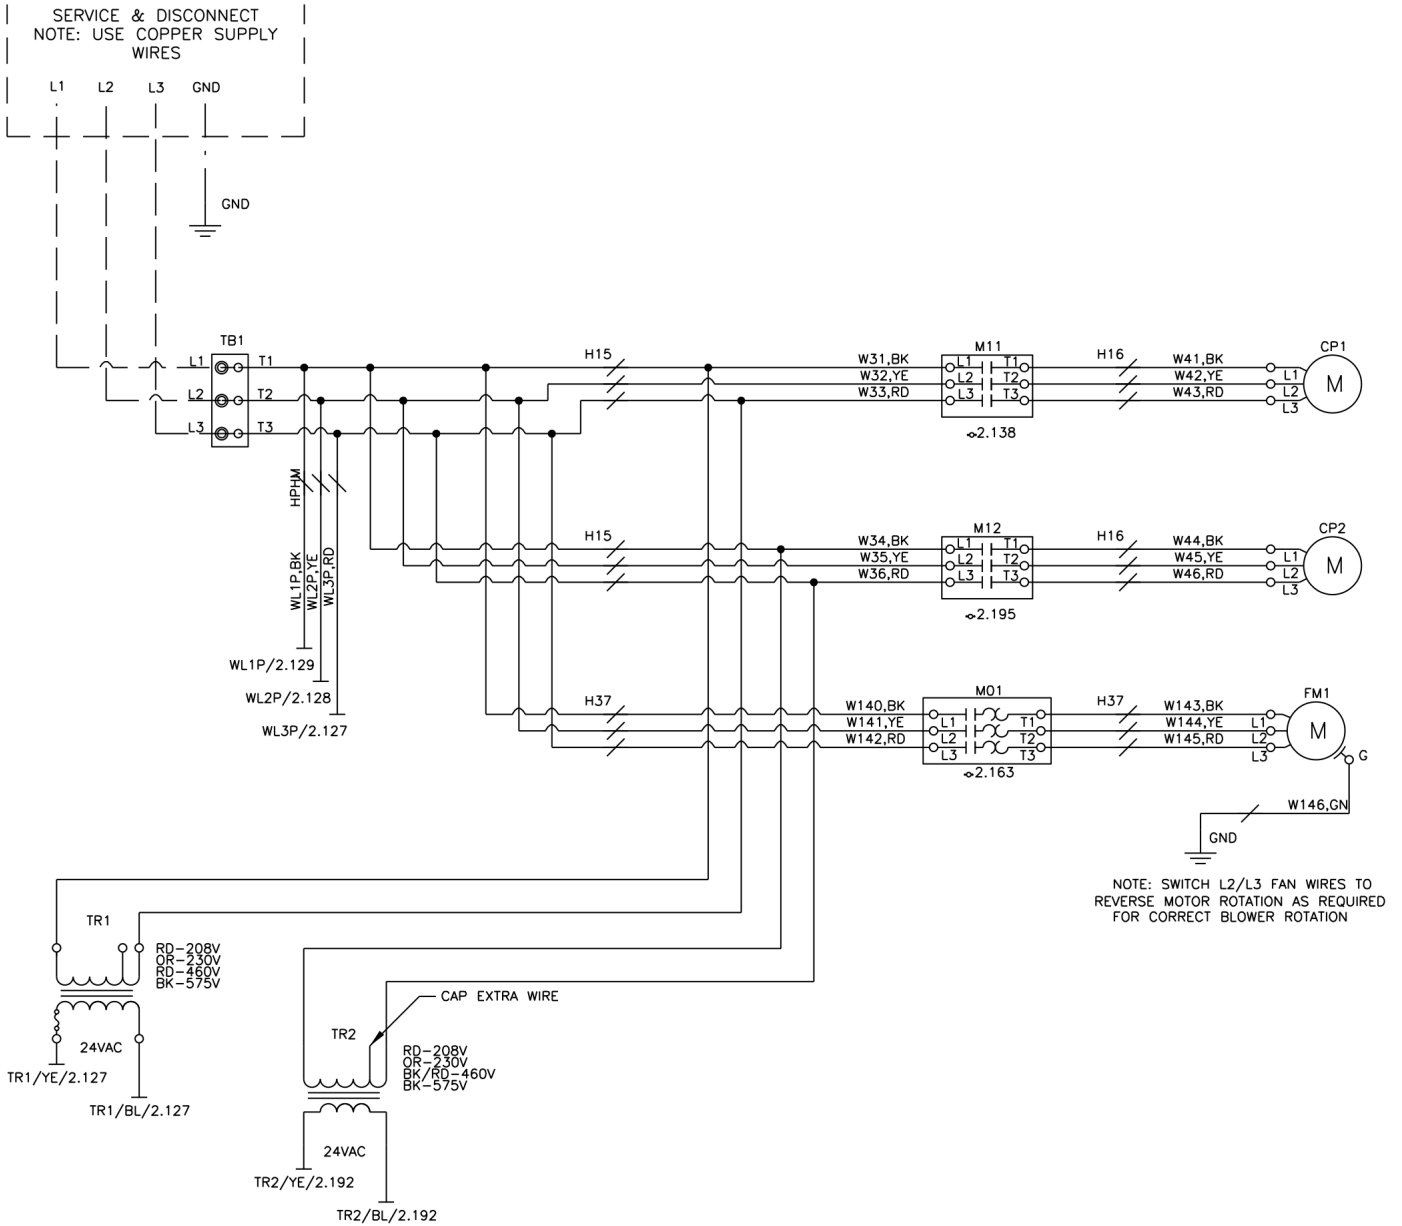 SERVICE & DISCONNECT
NOTE: USE COPPER SUPPLY
WIRES
L1 L2 L3 GND
GND
TB1
L1 T1
L2 T2
L3 T3
HPHM
WL1P,BK
WL2P,YE
WL3P,RD
WL1P/2.129
WL2P/2.128
WL3P/2.127
H15
W31,BK
W32,YE
W33,RD
M11
L1 T1
L2 T2
L3 T3
2.138
H16
W41,BK
W42,YE
W43,RD
CP1
L1
L2
L3
M
H15
W34,BK
W35,YE
W36,RD
M12
L1 T1
L2 T2
L3 T3
2.195
H16
W44,BK
W45,YE
W46,RD
CP2
L1
L2
L3
M
H37
W140,BK
W141,YE
W142,RD
M01
L1 T1
L2 T2
L3 T3
2.163
H37
W143,BK
W144,YE
W145,RD
FM1
L1
L2
L3
M
G
W146,GN
GND
NOTE: SWITCH L2/L3 FAN WIRES TO
REVERSE MOTOR ROTATION AS REQUIRED
FOR CORRECT BLOWER ROTATION
TR1
RD-208V
OR-230V
RD-460V
BK-575V
24VAC
TR1/YE/2.127
TR1/BL/2.127
CAP EXTRA WIRE
TR2
RD-208V
OR-230V
BK/RD-460V
BK-575V
24VAC
TR2/YE/2.192
TR2/BL/2.192